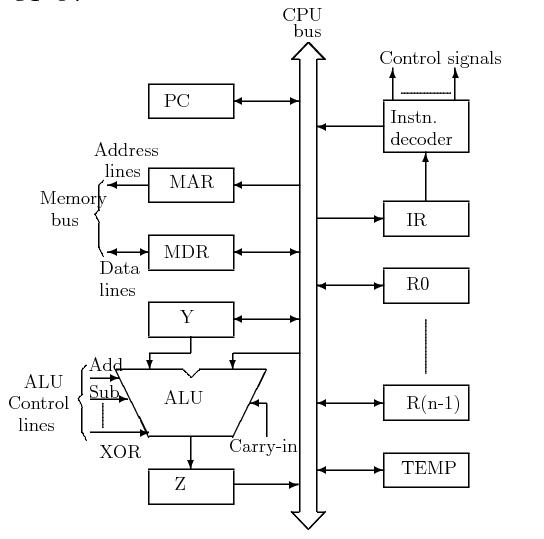 CPU
bus
Control signals
PC
Instn.
decoder
Address
lines
MAR
Memory
bus
IR
MDR
Data
lines
R0
Y
Add
ALU
Control
lines
Sub
ALU
R(n-1)
XOR
Carry-in
TEMP
Z